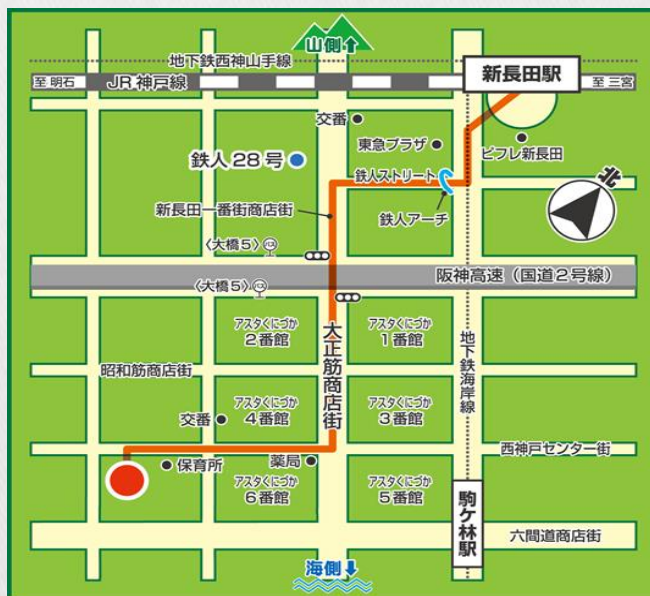 山側↑
地下鉄西神山手線
新長田駅
至 明石
JR神戸線
至 三宮
交番
東急プラザ
ピフレ新長田
鉄人28号
鉄人ストリート
北
新長田一番街商店街
鉄人アーチ
〈大橋5〉
バス
阪神高速（国道2号線）
〈大橋5〉
バス
アスタくにづか
2番館
アスタくにづか
1番館
大正筋商店街
地下鉄海岸線
昭和筋商店街
アスタくにづか
4番館
アスタくにづか
3番館
交番
西神戸センター街
保育所
薬局
アスタくにづか
6番館
アスタくにづか
5番館
駒ケ林駅
六間道商店街
海側↓